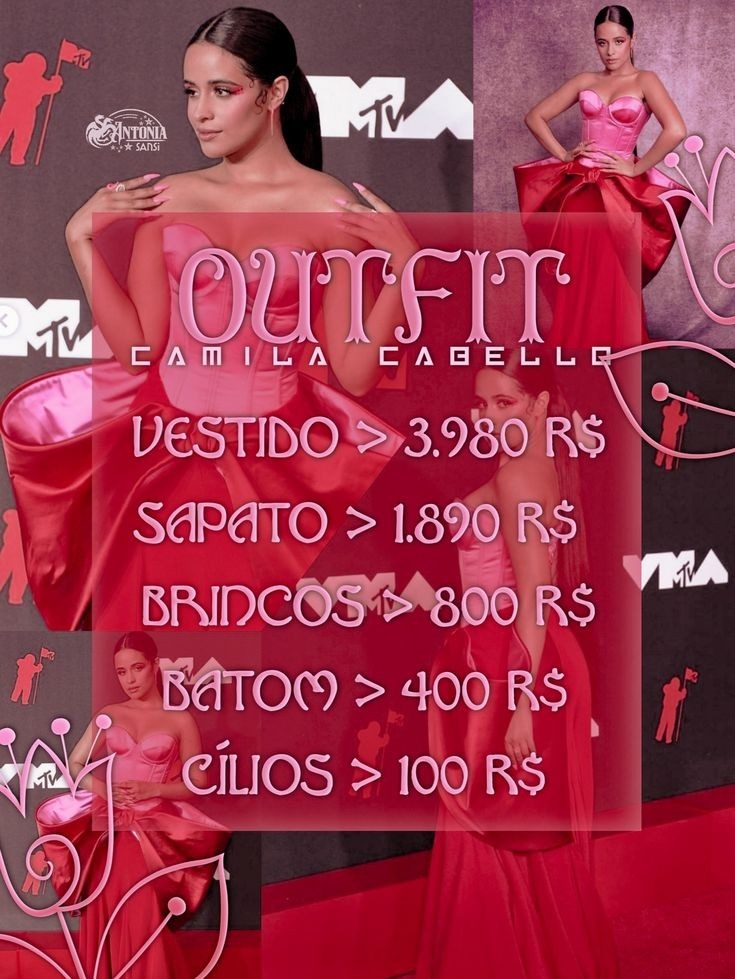 ANTONIA
SANSI
MTV
VMA
MTV
OUTFIT
CAMILA CABELLO
VESTIDO > 3.980 R$
SAPATO > 1.890 R$
BRINCOS > 800 R$
VMA
BATOM > 400 R$
CÍLIOS > 100 R$
MTV